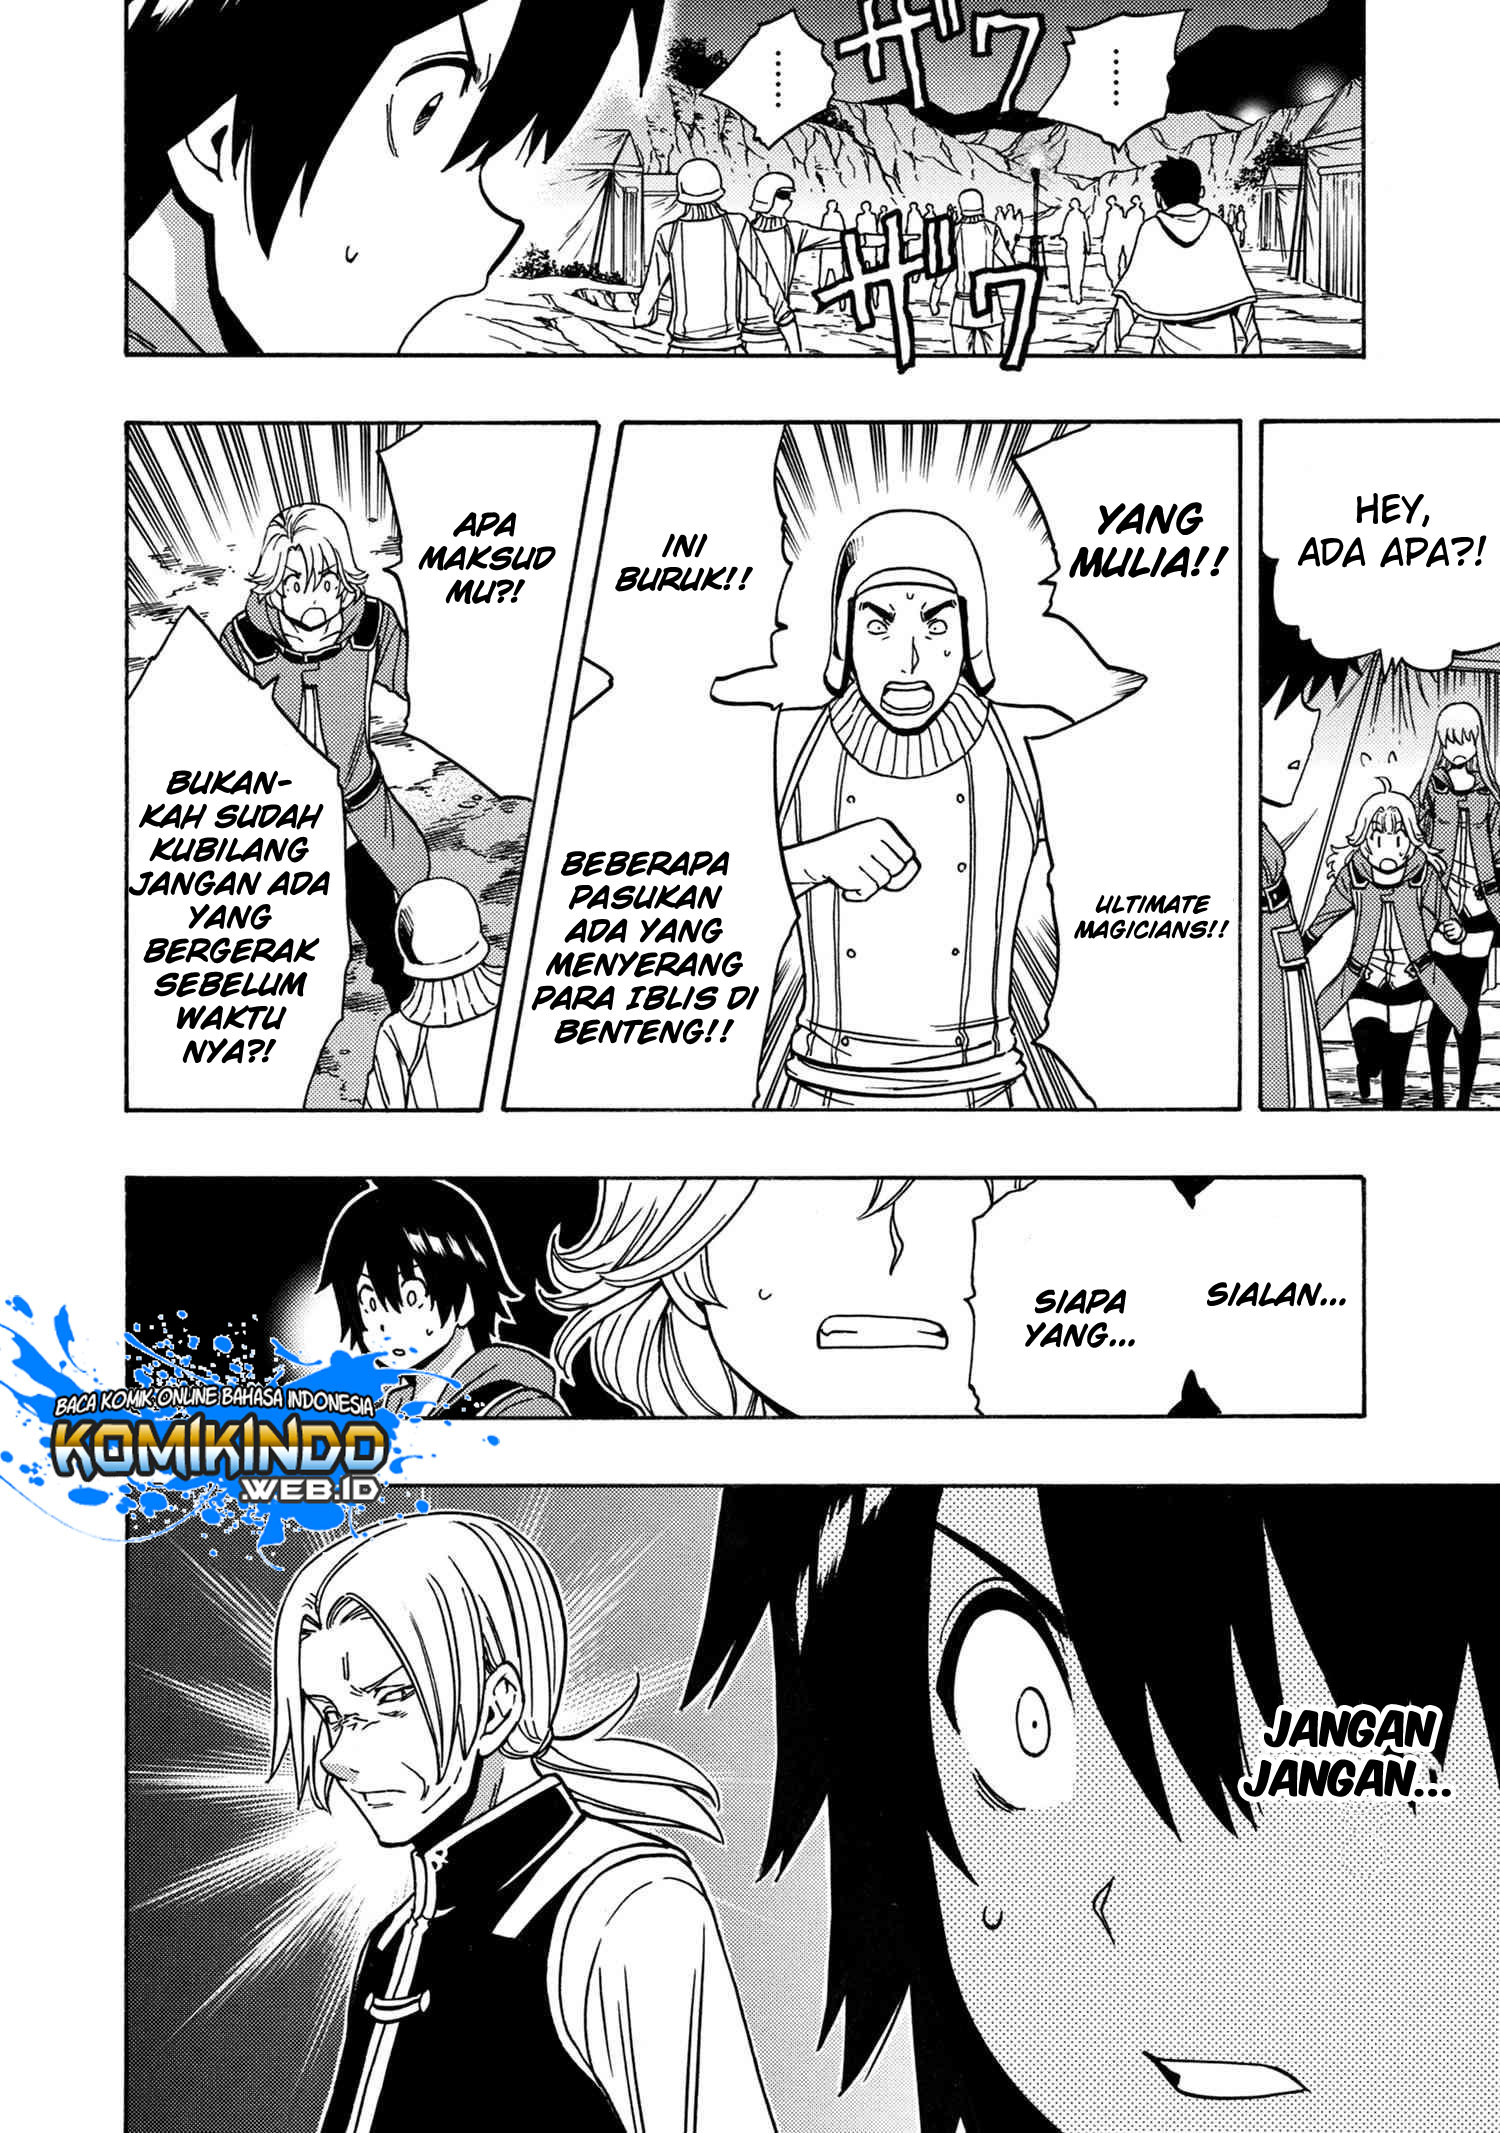 ……
ザワ
……
ザワ
HEY,
ADA APA?!
YANG
MULIA!!
ULTIMATE
MAGICIANS!!
INI
BURUK!!
BEBERAPA
PASUKAN
ADA YANG
MENYERANG
PARA IBLIS DI
BENTENG!!
APA
MAKSUD
MU?!
BUKAN-
KAH SUDAH
KUBILANG
JANGAN ADA
YANG
BERGERAK
SEBELUM
WAKTU
NYA?!
SIALAN...
SIAPA
YANG...
BACA KOMIK ONLINE BAHASA INDONESIA
KOMIKINDO
.WEB.ID
JANGAN
JANGAN...